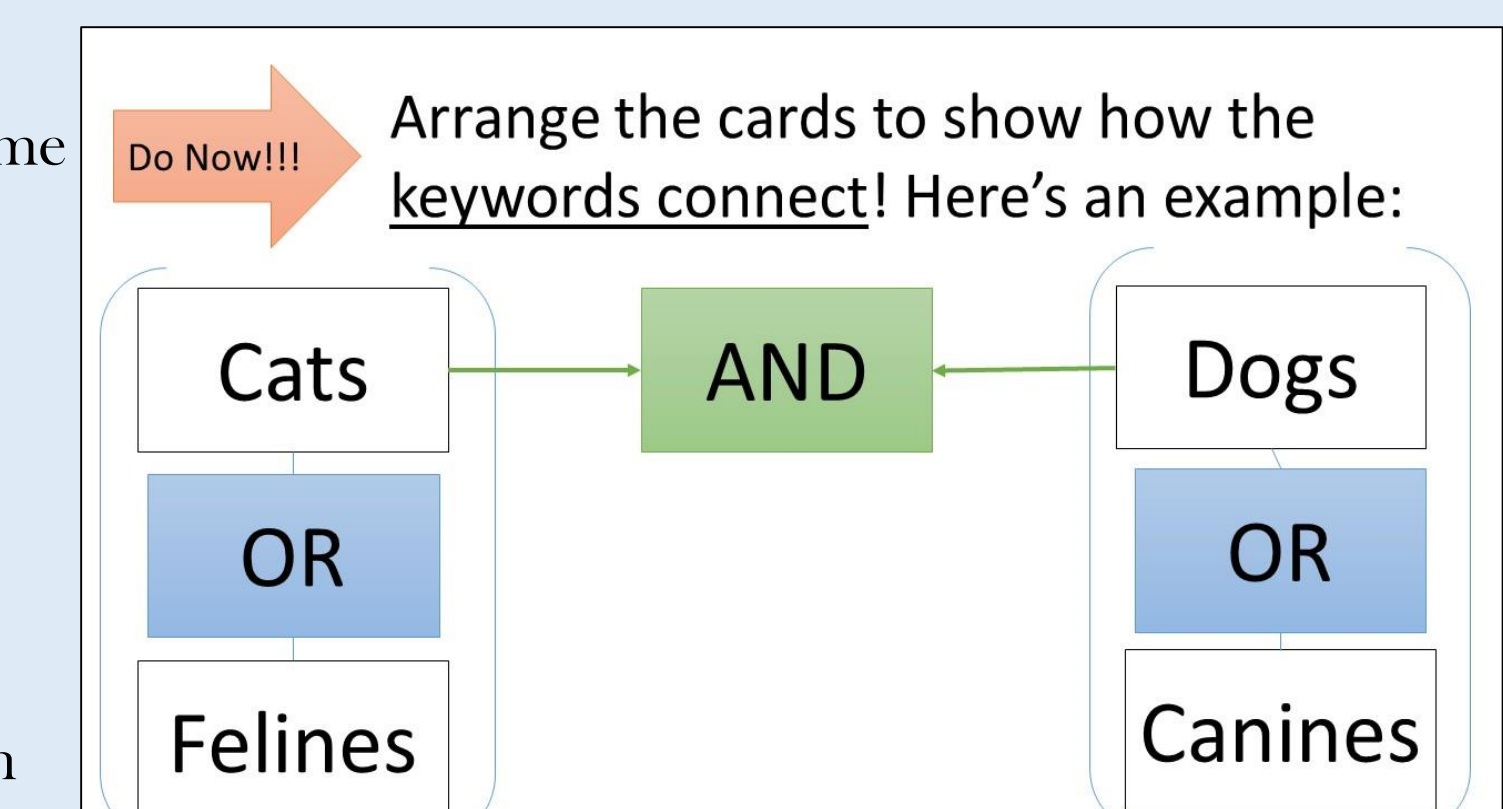 Do Now!!!
Arrange the cards to show how the
keywords connect! Here's an example:
Cats
AND
Dogs
OR
OR
Felines
Canines